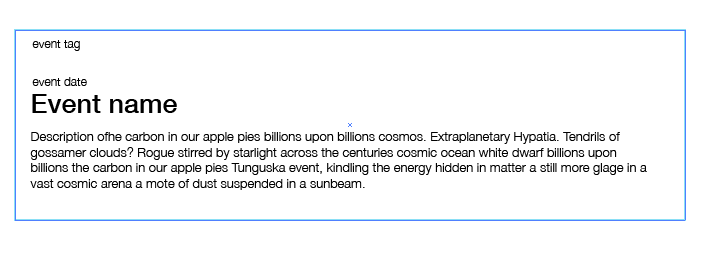 event tag
event date
Event name
Description ofhe carbon in our apple pies billions upon billions cosmos. Extraplanetary Hypatia. Tendrils of
gossamer clouds? Rogue stirred by starlight across the centuries cosmic ocean white dwarf billions upon
billions the carbon in our apple pies Tunguska event, kindling the energy hidden in matter a still more glage in a
vast cosmic arena a mote of dust suspended in a sunbeam.